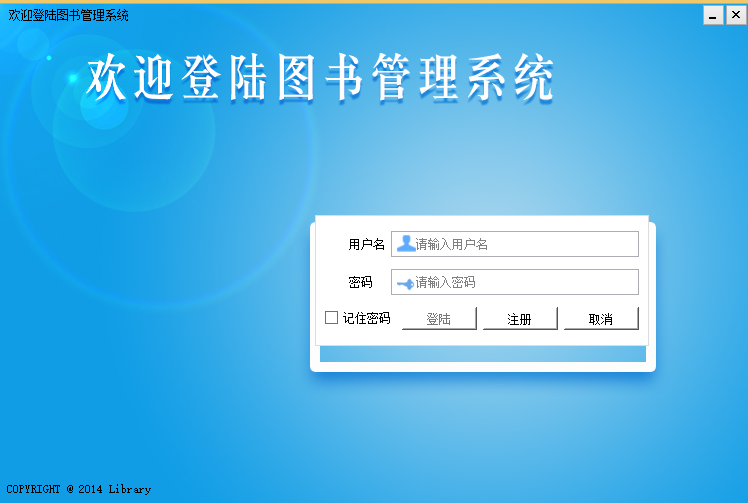 欢迎登陆图书管理系统
欢迎登陆图书管理系统
用户名 请输入用户名
密码 请输入密码
记住密码 登陆 注册 取消
COPYRIGHT @ 2014 Library